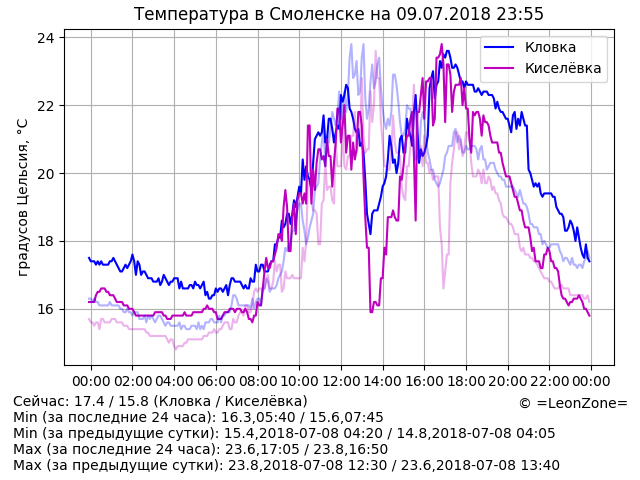 Температура в Смоленске на 09.07.2018 23:55
Кловка
Киселёвка
градусов Цельсия, °C
24
22
20
18
16
00:00 02:00 04:00 06:00 08:00 10:00 12:00 14:00 16:00 18:00 20:00 22:00 00:00
Сейчас: 17.4 / 15.8 (Кловка / Киселёвка)
© =LeonZone=
Min (за последние 24 часа): 16.3,05:40 / 15.6,07:45
Min (за предыдущие сутки): 15.4,2018-07-08 04:20 / 14.8,2018-07-08 04:05
Max (за последние 24 часа): 23.6,17:05 / 23.8,16:50
Max (за предыдущие сутки): 23.8,2018-07-08 12:30 / 23.6,2018-07-08 13:40